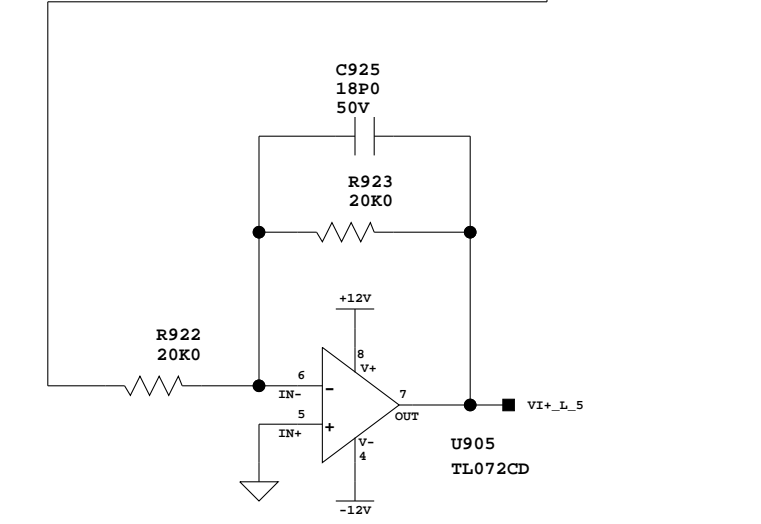 C925
18P0
50V
R923
20K0
+12V
R922
20K0
8
V+
6
IN-
-
7
OUT
VI+_L_5
5
IN+
+
V-
4
U905
TL072CD
-12V